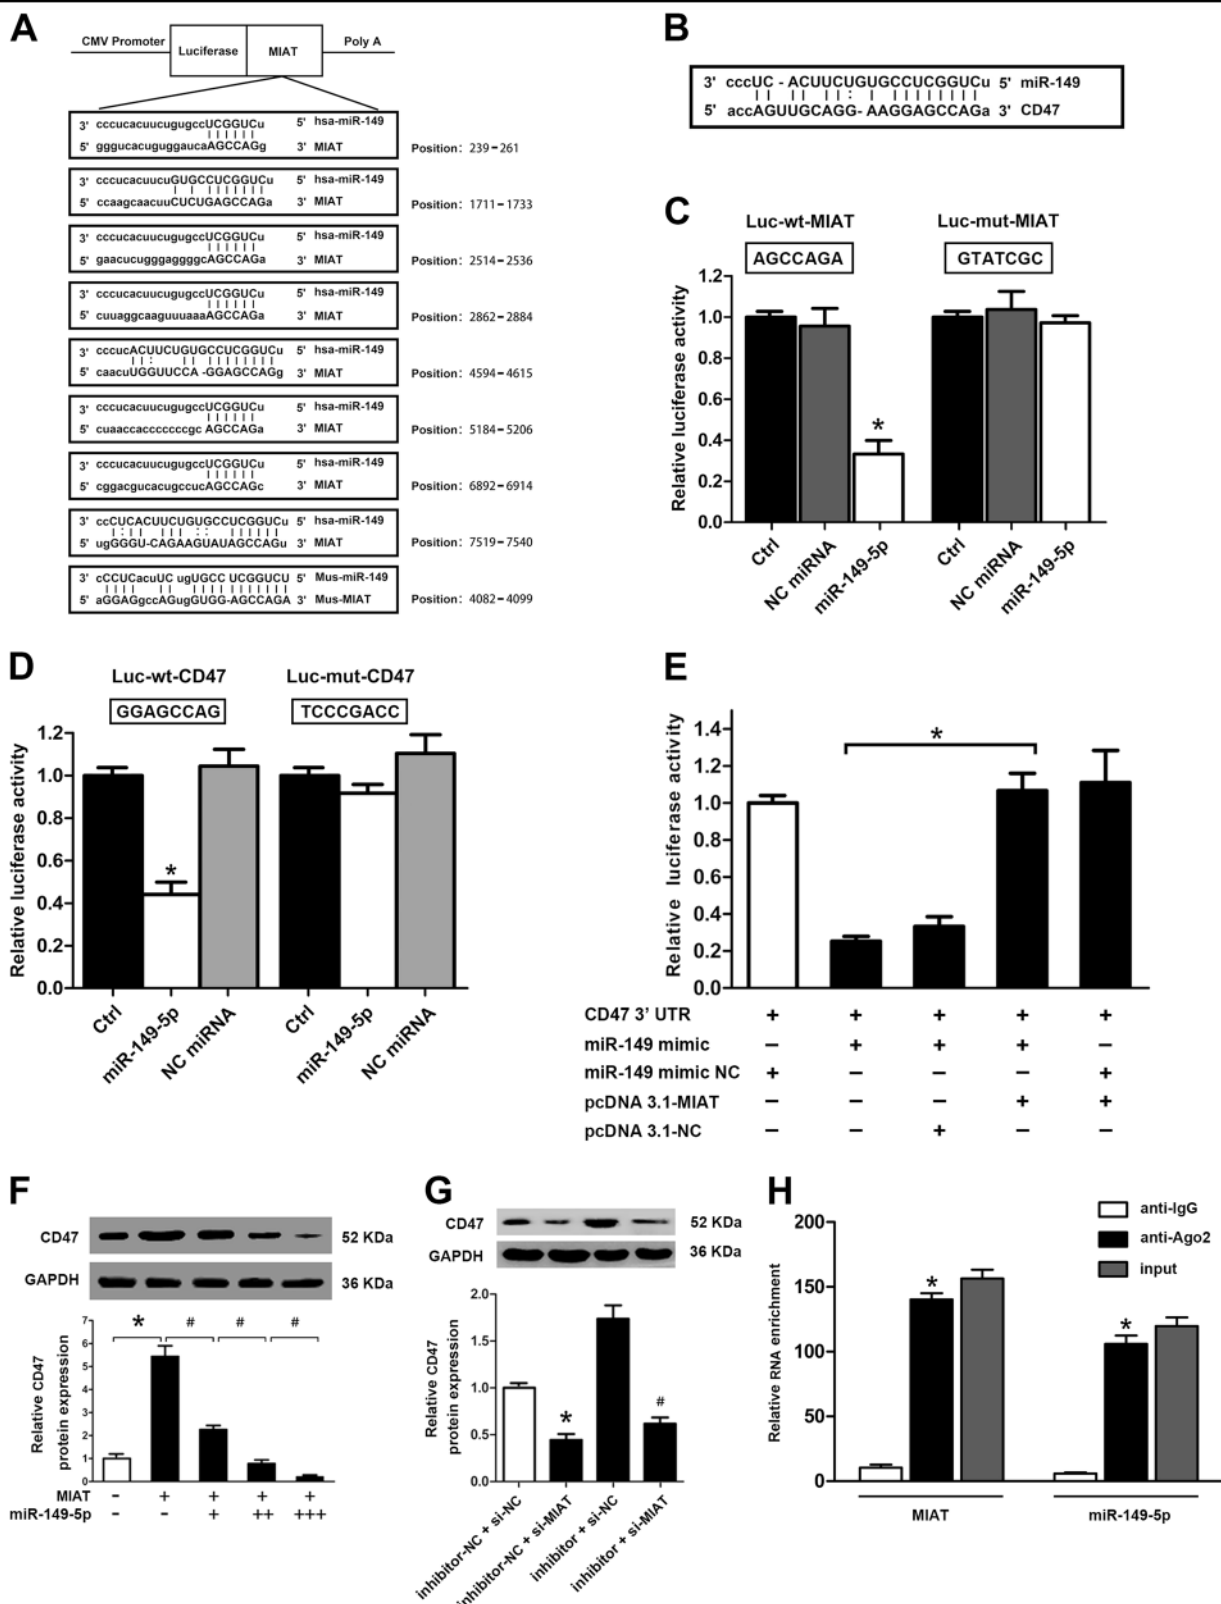 A
CMV Promoter Luciferase MIAT Poly A
3' cccucacuucugugccUCGGUCu 5' hsa-miR-149
5' gggucacuguggaucaAGCCAGg 3' MIAT Position: 239-261
3' cccucacuucuGUGCCUCGGUCu 5' hsa-miR-149
5' ccaagcaacuuCUCUGAGCCAGa 3' MIAT Position: 1711-1733
3' cccucacuucugugccUCGGUCu 5' hsa-miR-149
5' gaacucugggaggggcAGCCAGa 3' MIAT Position: 2514-2536
3' cccucacuucugugccUCGGUCu 5' hsa-miR-149
5' cuuaggcaaguuuaaaAGCCAGa 3' MIAT Position: 2862-2884
3' cccucACUUCUGUGCCUCGGUCu 5' hsa-miR-149
5' caacuUGGUUCCA -GGAGCCAGg 3' MIAT Position: 4594-4615
3' cccucacuucugugccUCGGUCu 5' hsa-miR-149
5' cuaaccacccccccgc AGCCAGa 3' MIAT Position: 5184-5206
3' cccucacuucugugccUCGGUCu 5' hsa-miR-149
5' cggacgucacugccucAGCCAGc 3' MIAT Position: 6892-6914
3' ccCUCACUUCUGUGCCUCGGUCu 5' hsa-miR-149
5' ugGGGU-CAGAAGUAUAGCCAGu 3' MIAT Position: 7519-7540
3' cCCUCacuUC ugUGCC UCGGUCU 5' Mus-miR-149
5' aGGAGgccAGugGUGG-AGCCAGA 3' Mus-MIAT Position: 4082-4099
B
3' cccUC - ACUUCUGUGCCUCGGUCu 5' miR-149
5' accAGUUGCAGG- AAGGAGCCAGa 3' CD47
C
Luc-wt-MIAT Luc-mut-MIAT
AGCCAGA GTATCGC
Relative luciferase activity
1.2
1.0
0.8
0.6
0.4
0.2
0.0
*
Ctrl NC miRNA miR-149-5p Ctrl NC miRNA miR-149-5p
D
Luc-wt-CD47 Luc-mut-CD47
GGAGCCAG TCCCGACC
Relative luciferase activity
1.2
1.0
0.8
0.6
0.4
0.2
0.0
*
Ctrl miR-149-5p NC miRNA Ctrl miR-149-5p NC miRNA
E
Relative luciferase activity
1.4
1.2
1.0
0.8
0.6
0.4
0.2
0.0
*
CD47 3' UTR + + + + +
miR-149 mimic - + + + -
miR-149 mimic NC + - - - +
pcDNA 3.1-MIAT - - - + +
pcDNA 3.1-NC - - + - -
F
CD47 52 KDa
GAPDH 36 KDa
Relative CD47
protein expression
7
6
5
4
3
2
1
0
* # # #
MIAT - + + + +
miR-149-5p - - + ++ +++
G
CD47 52 KDa
GAPDH 36 KDa
Relative CD47
protein expression
2.0
1.5
1.0
0.5
0.0
* #
inhibitor-NC + si-NC inhibitor-NC + si-MIAT inhibitor + si-NC inhibitor + si-MIAT
H
anti-IgG
anti-Ago2
input
Relative RNA enrichment
200
150
100
50
0
* *
MIAT miR-149-5p